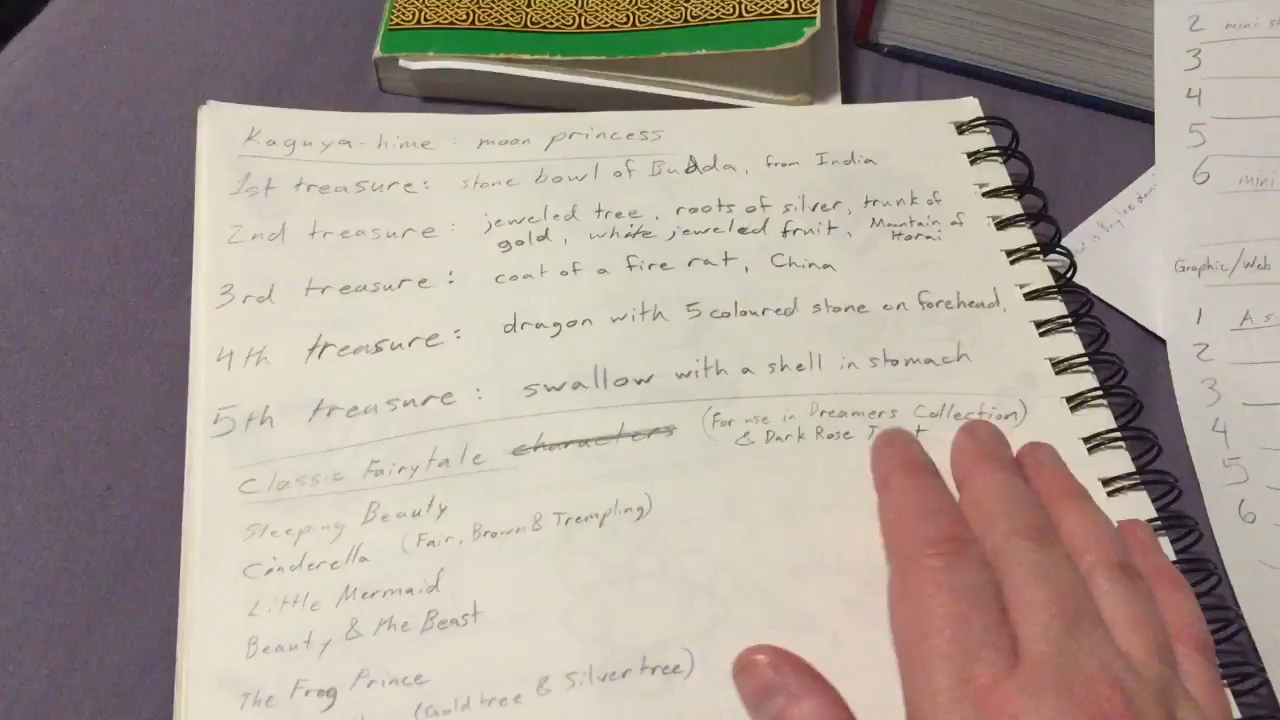 Kaguya-hime : moon princess
1st treasure: stone bowl of Budda, from India
2nd treasure: jeweled tree, roots of silver, trunk of
gold, white jeweled fruit, Mountain of
Horai
3rd treasure: coat of a fire rat, China
4th treasure: dragon with 5 coloured stone on forehead,
5th treasure: swallow with a shell in stomach
Classic Fairytale characters (For use in Dreamers Collection)
& Dark Rose
Sleeping Beauty
Cinderella (Fair, Brown & Trempling)
Little Mermaid
Beauty & the Beast
The Frog Prince
(Goldtree & Silvertree)
2 mini
3
4
5
6 mini
Graphic/Web
1 A
2
3
4
5
6